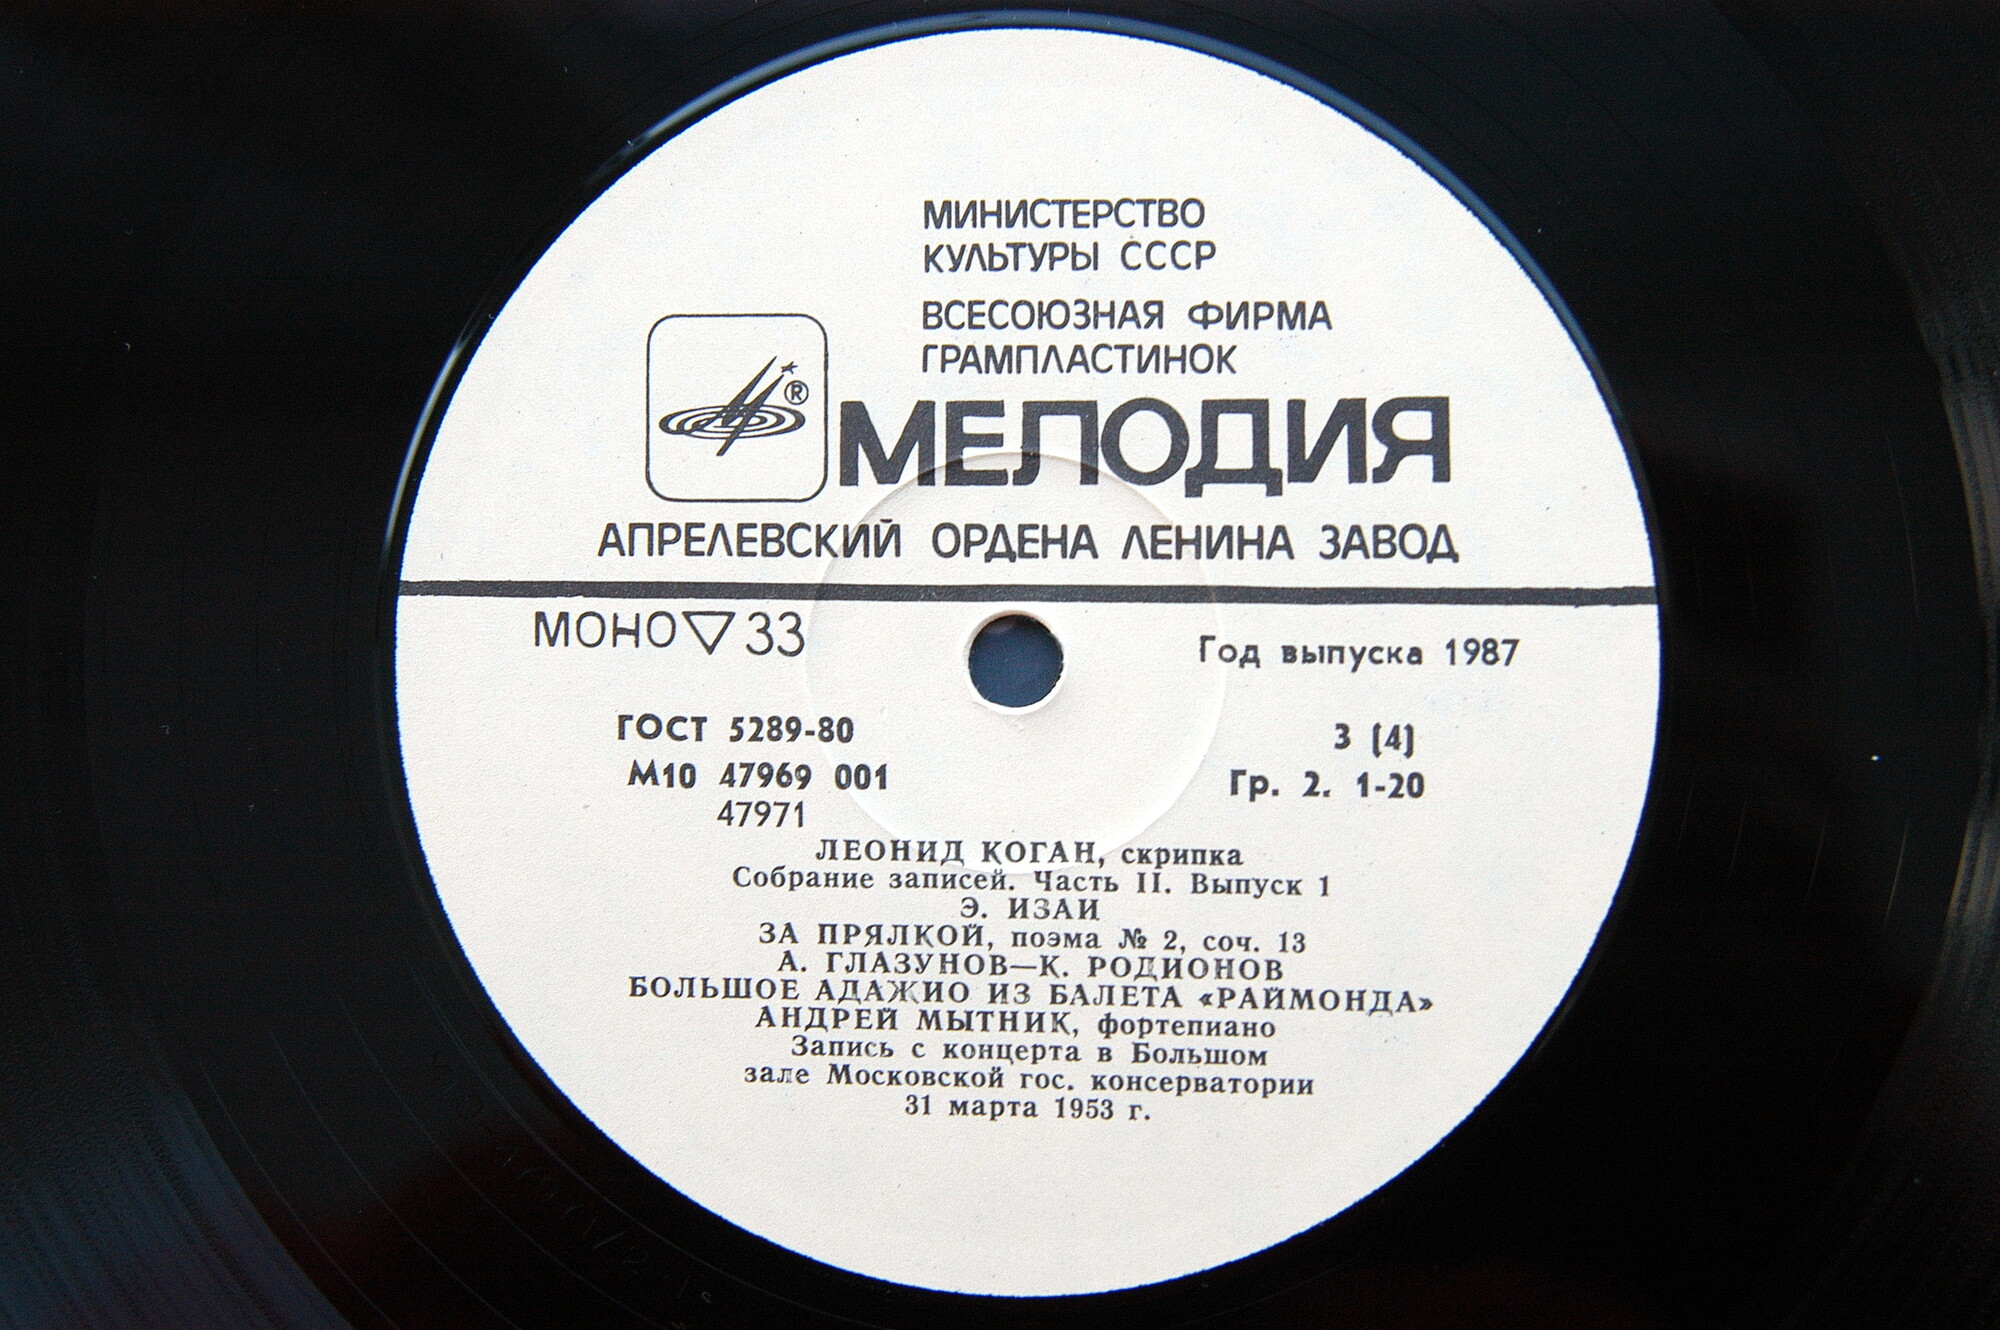 МИНИСТЕРСТВО
КУЛЬТУРЫ СССР
ВСЕСОЮЗНАЯ ФИРМА
ГРАМПЛАСТИНОК
®
МЕЛОДИЯ
АПРЕЛЕВСКИЙ ОРДЕНА ЛЕНИНА ЗАВОД
МОНО ▽ 33
Год выпуска 1987
ГОСТ 5289-80
3 (4)
М10 47969 001
Гр. 2. 1-20
47971
ЛЕОНИД КОГАН, скрипка
Собрание записей. Часть II. Выпуск 1
Э. ИЗАИ
ЗА ПРЯЛКОЙ, поэма № 2, соч. 13
А. ГЛАЗУНОВ—К. РОДИОНОВ
БОЛЬШОЕ АДАЖИО ИЗ БАЛЕТА «РАЙМОНДА»
АНДРЕЙ МЫТНИК, фортепиано
Запись с концерта в Большом
зале Московской гос. консерватории
31 марта 1953 г.